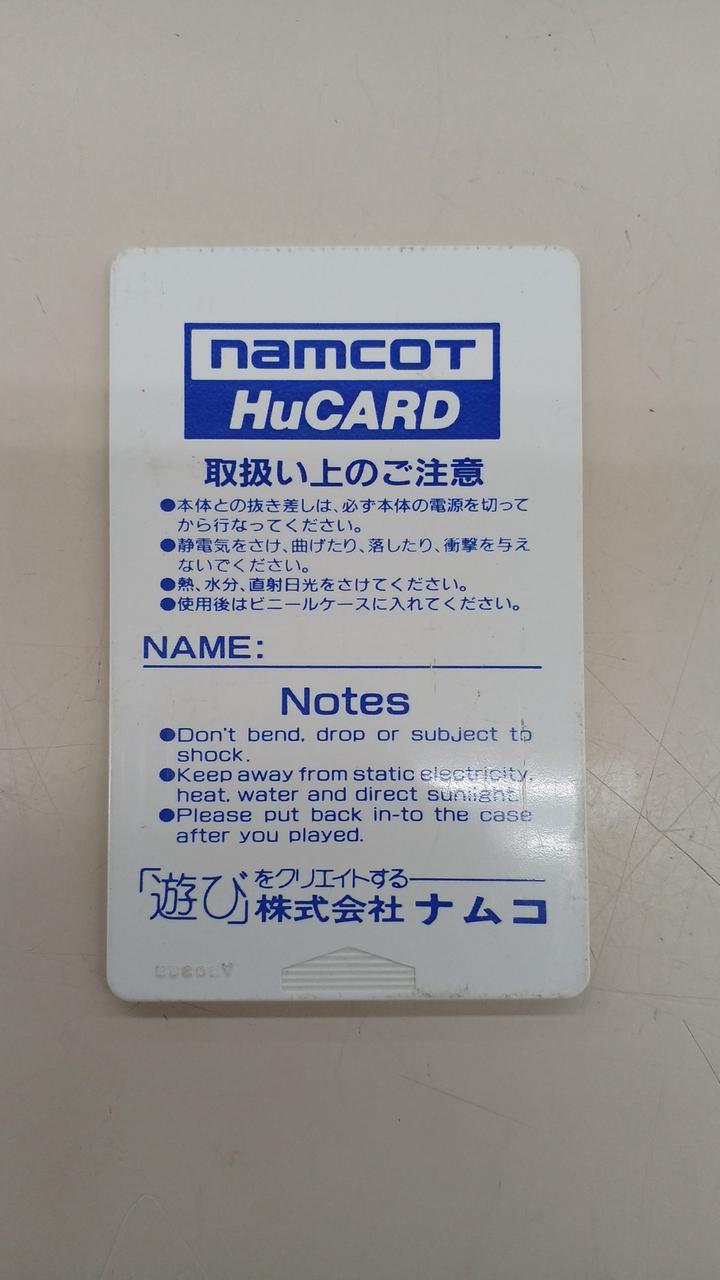 namcot
HuCARD
取扱い上のご注意
●本体との抜き差しは、必ず本体の電源を切って
から行なってください。
●静電気をさけ、曲げたり、落したり、衝撃を与え
ないでください。
●熱、水分、直射日光をさけてください。
●使用後はビニールケースに入れてください。
NAME:
Notes
●Don't bend, drop or subject to
shock.
●Keep away from static electricity,
heat, water and direct sunlight.
●Please put back in-to the case
after you played.
「遊び」をクリエイトする
株式会社ナムコ